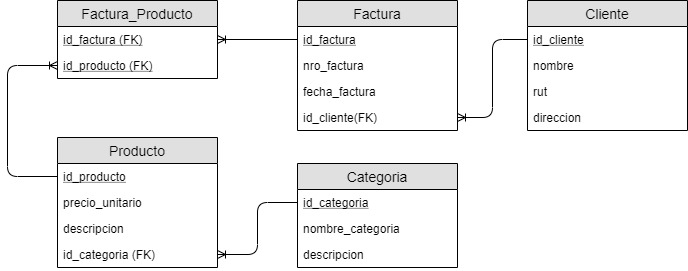 Factura_Producto
id_factura (FK)
id_producto (FK)
Factura
id_factura
nro_factura
fecha_factura
id_cliente(FK)
Cliente
id_cliente
nombre
rut
direccion
Producto
id_producto
precio_unitario
descripcion
id_categoria (FK)
Categoria
id_categoria
nombre_categoria
descripcion